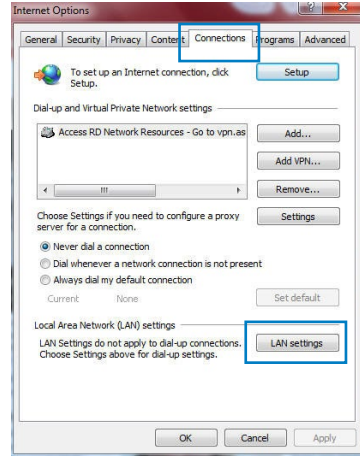 Internet Options
General Security Privacy Content Connections Programs Advanced
To set up an Internet connection, click
Setup.
Setup
Dial-up and Virtual Private Network settings
Access RD Network Resources - Go to vpn.as
Add...
Add VPN...
Remove...
Choose Settings if you need to configure a proxy
server for a connection.
Settings
Never dial a connection
Dial whenever a network connection is not present
Always dial my default connection
Current None
Set default
Local Area Network (LAN) settings
LAN Settings do not apply to dial-up connections.
Choose Settings above for dial-up settings.
LAN settings
OK Cancel Apply